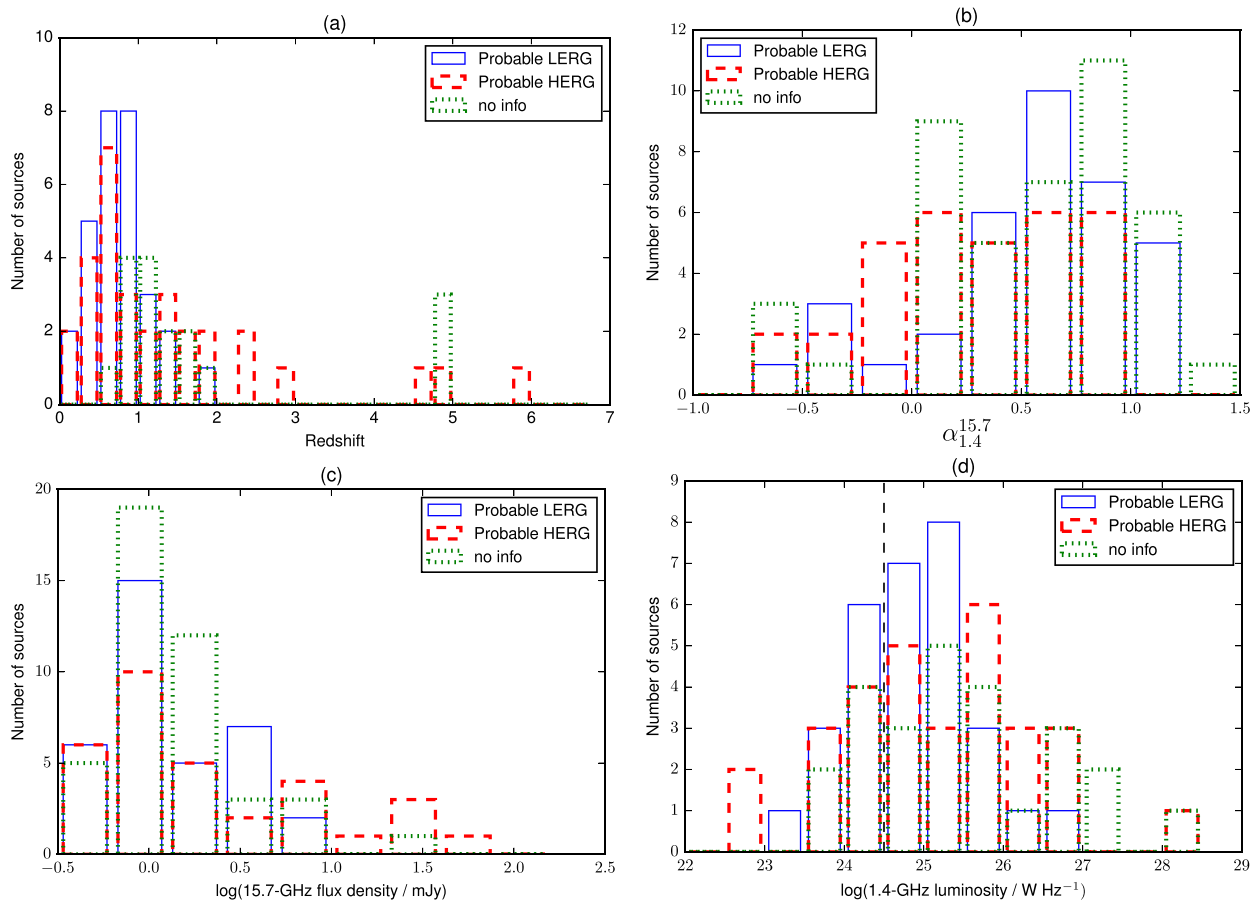 (a)
10
8
6
4
2
0
0 1 2 3 4 5 6 7
Number of sources
Redshift
Probable LERG
Probable HERG
no info
(b)
12
10
8
6
4
2
0
−1.0 −0.5 0.0 0.5 1.0 1.5
Number of sources
α_{1.4}^{15.7}
Probable LERG
Probable HERG
no info
(c)
20
15
10
5
0
−0.5 0.0 0.5 1.0 1.5 2.0 2.5
Number of sources
log(15.7-GHz flux density / mJy)
Probable LERG
Probable HERG
no info
(d)
9
8
7
6
5
4
3
2
1
0
22 23 24 25 26 27 28 29
Number of sources
log(1.4-GHz luminosity / W Hz⁻¹)
Probable LERG
Probable HERG
no info